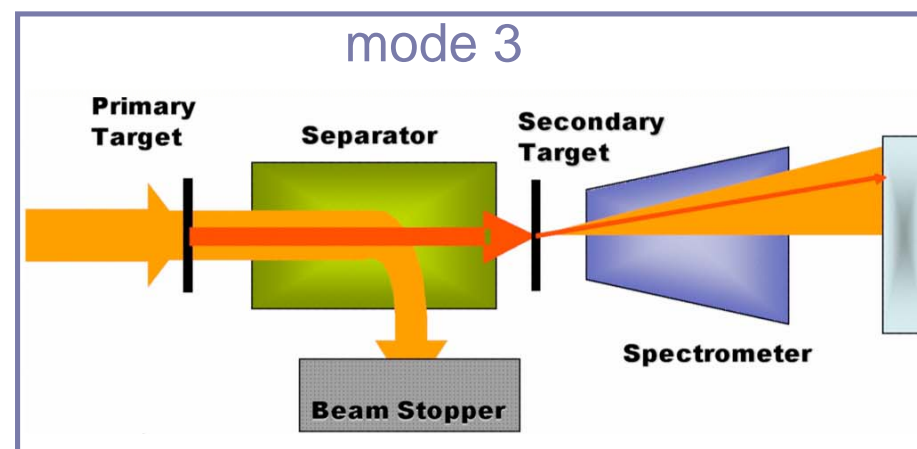 mode 3
Primary
Target
Separator
Secondary
Target
Spectrometer
Beam Stopper